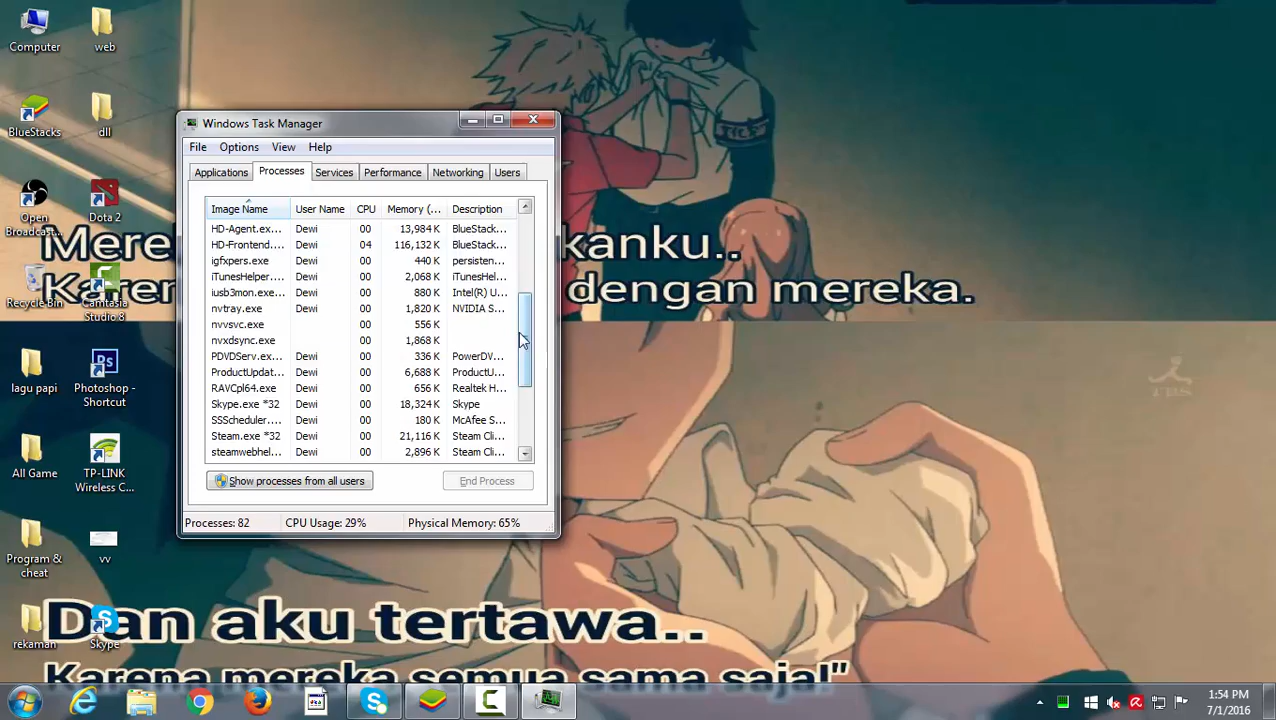 Computer
web
BlueStacks
dll
Open
Broadcast...
Dota 2
Recycle Bin
Camtasia
Studio 8
lagu papi
Photoshop -
Shortcut
All Game
TP-LINK
Wireless C...
Program &
cheat
vv
rekaman
Skype
Windows Task Manager
File Options View Help
Applications Processes Services Performance Networking Users
Image Name User Name CPU Memory (... Description
HD-Agent.ex... Dewi 00 13,984 K BlueStack...
HD-Frontend.... Dewi 04 116,132 K BlueStack...
igfxpers.exe Dewi 00 440 K persisten...
iTunesHelper.... Dewi 00 2,068 K iTunesHel...
iusb3mon.exe... Dewi 00 880 K Intel(R) U...
nvtray.exe Dewi 00 1,820 K NVIDIA S...
nvvsvc.exe 00 556 K
nvxdsync.exe 00 1,868 K
PDVDServ.ex... Dewi 00 336 K PowerDV...
ProductUpdat... Dewi 00 6,688 K ProductU...
RAVCpl64.exe Dewi 00 656 K Realtek H...
Skype.exe *32 Dewi 00 18,324 K Skype
SSScheduler.... Dewi 00 180 K McAfee S...
Steam.exe *32 Dewi 00 21,116 K Steam Cli...
steamwebhel... Dewi 00 2,896 K Steam Cli...
Show processes from all users End Process
Processes: 82 CPU Usage: 29% Physical Memory: 65%
kanku..
dengan mereka.
Dan aku tertawa..
Karena mereka semua sama saja!"
1:54 PM
7/1/2016